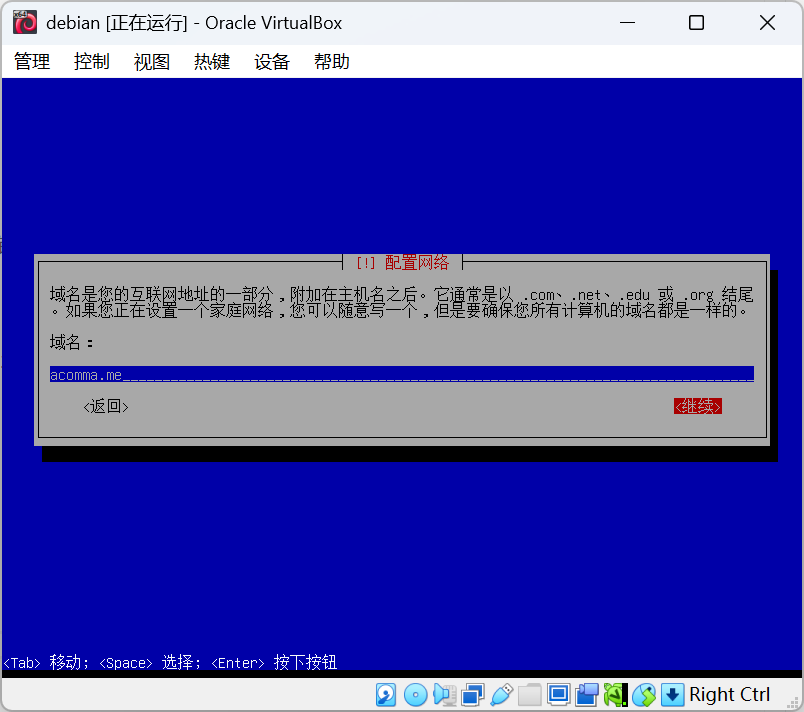 debian [正在运行] - Oracle VirtualBox
管理 控制 视图 热键 设备 帮助
[!] 配置网络
域名是您的互联网地址的一部分，附加在主机名之后。它通常是以 .com、.net、.edu 或 .org 结尾
。如果您正在设置一个家庭网络，您可以随意写一个，但是要确保您所有计算机的域名都是一样的。
域名：
acomma.me
<返回> <继续>
<Tab> 移动; <Space> 选择; <Enter> 按下按钮
Right Ctrl